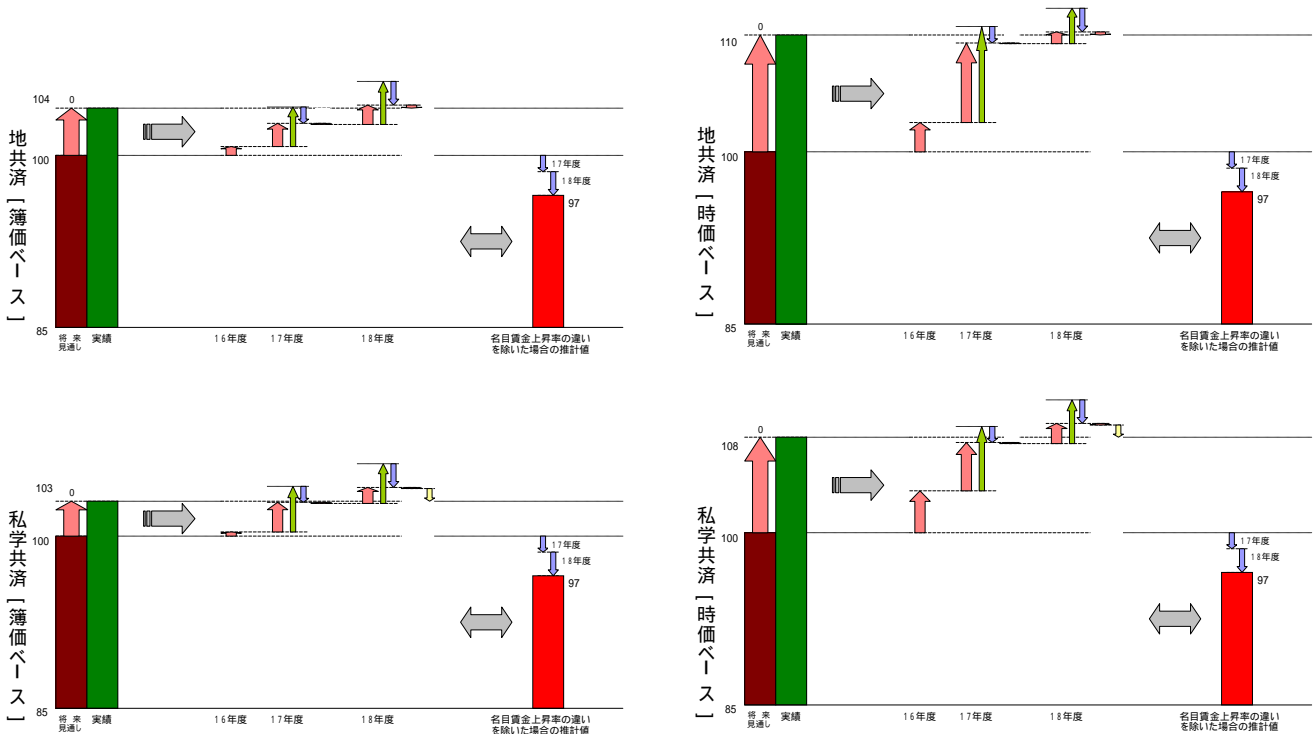 地共済［簿価ベース］
104
0
100
85
将 来
見通し
実績
16年度
17年度
18年度
17年度
18年度
97
名目賃金上昇率の違い
を除いた場合の推計値
地共済［時価ベース］
110
0
100
85
将 来
見通し
実績
16年度
17年度
18年度
17年度
18年度
97
名目賃金上昇率の違い
を除いた場合の推計値
私学共済［簿価ベース］
103
0
100
85
将 来
見通し
実績
16年度
17年度
18年度
17年度
18年度
97
名目賃金上昇率の違い
を除いた場合の推計値
私学共済［時価ベース］
108
0
100
85
将 来
見通し
実績
16年度
17年度
18年度
17年度
18年度
97
名目賃金上昇率の違い
を除いた場合の推計値